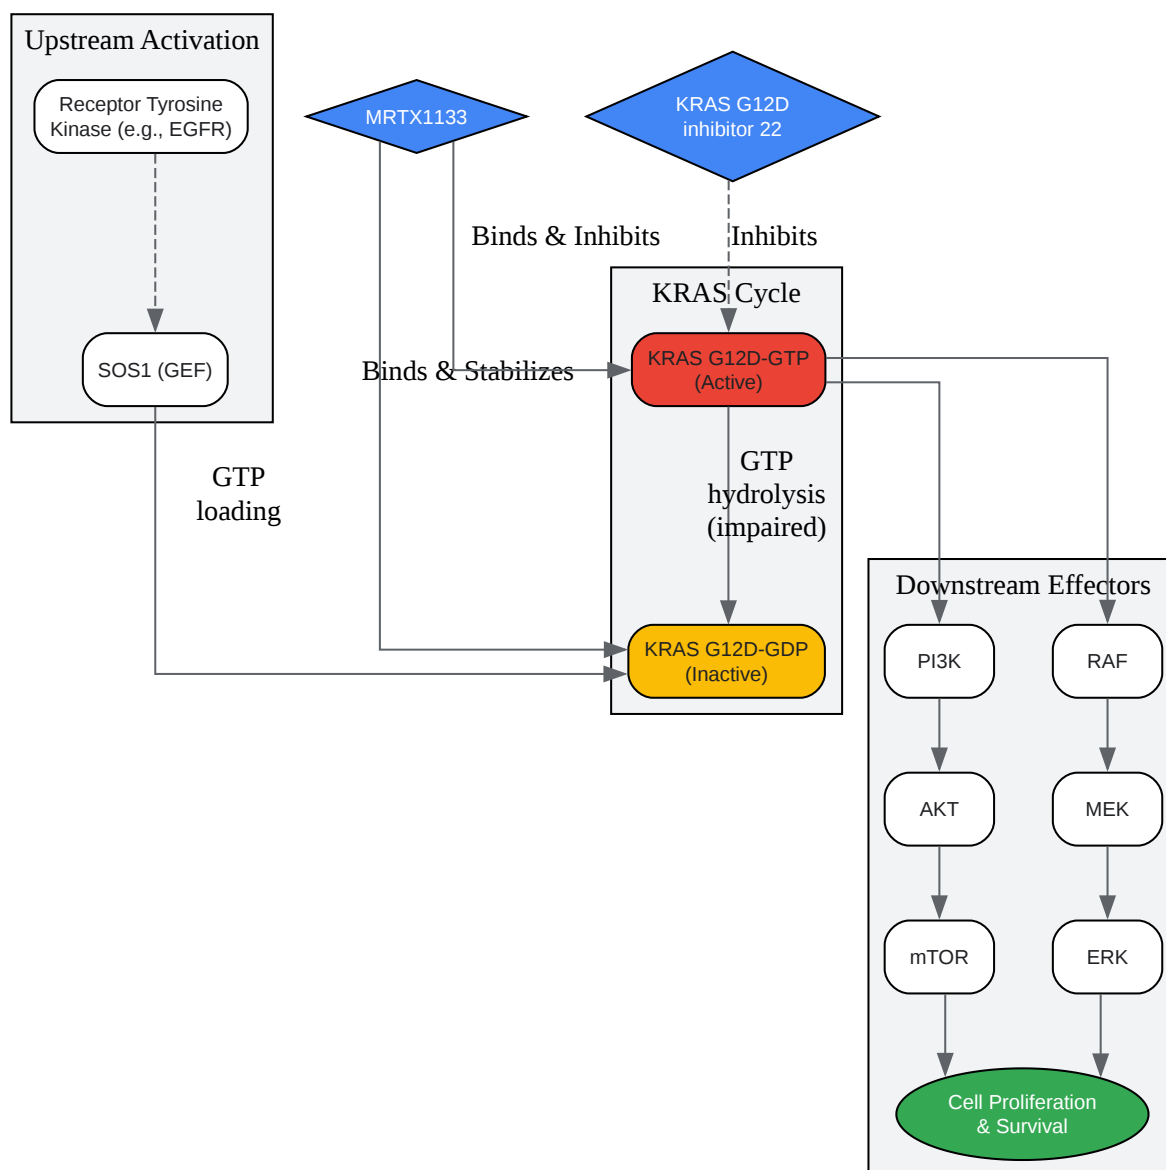 Upstream Activation
Receptor Tyrosine
Kinase (e.g., EGFR)
MRTX1133
KRAS G12D
inhibitor 22
Binds & Inhibits
Inhibits
KRAS Cycle
SOS1 (GEF)
Binds & Stabilizes
KRAS G12D-GTP
(Active)
GTP
loading
GTP
hydrolysis
(impaired)
Downstream Effectors
KRAS G12D-GDP
(Inactive)
PI3K
RAF
AKT
MEK
mTOR
ERK
Cell Proliferation
& Survival